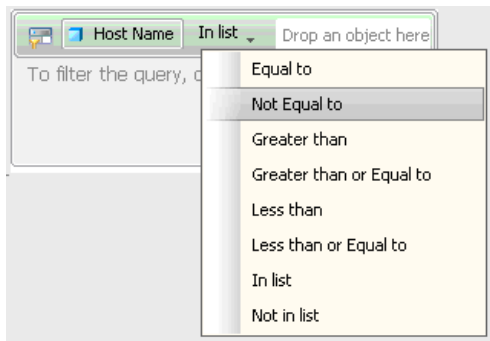 Host Name In list Drop an object here
To filter the query,
Equal to
Not Equal to
Greater than
Greater than or Equal to
Less than
Less than or Equal to
In list
Not in list